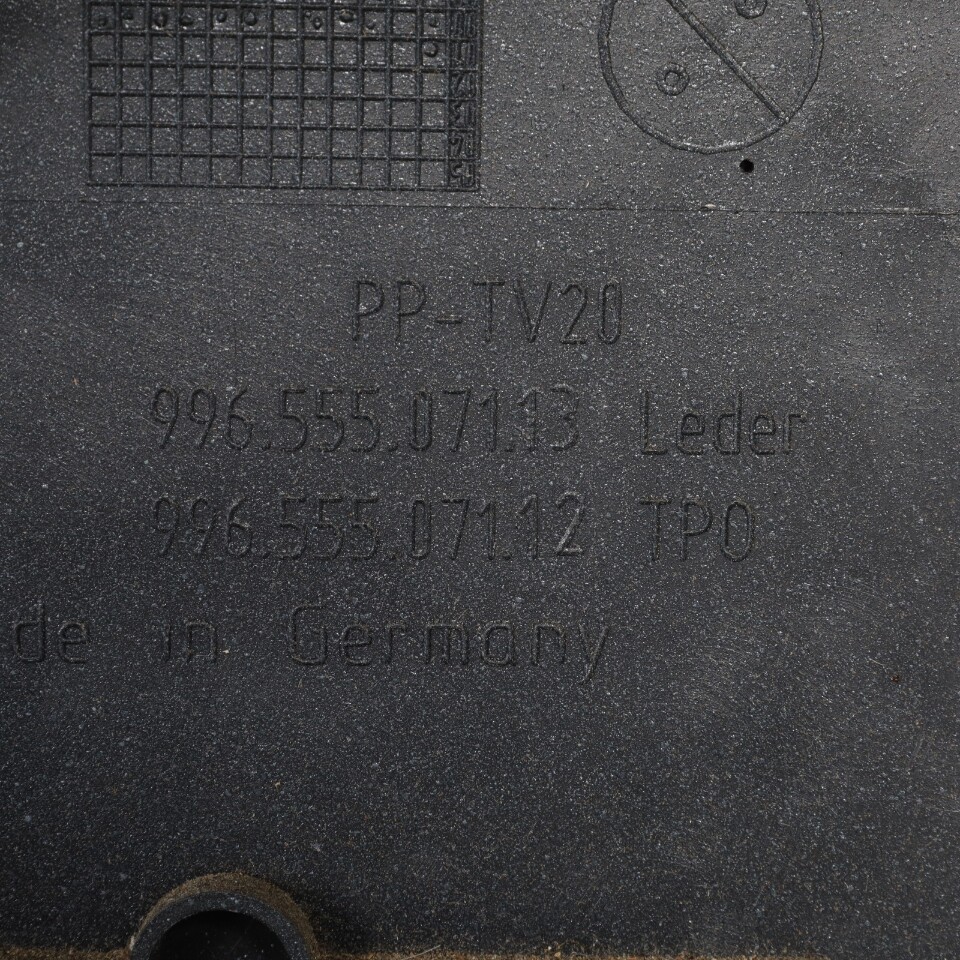 PP-TV20
996.555.071.13 Leder
996.555.071.12 TPO
de in Germany